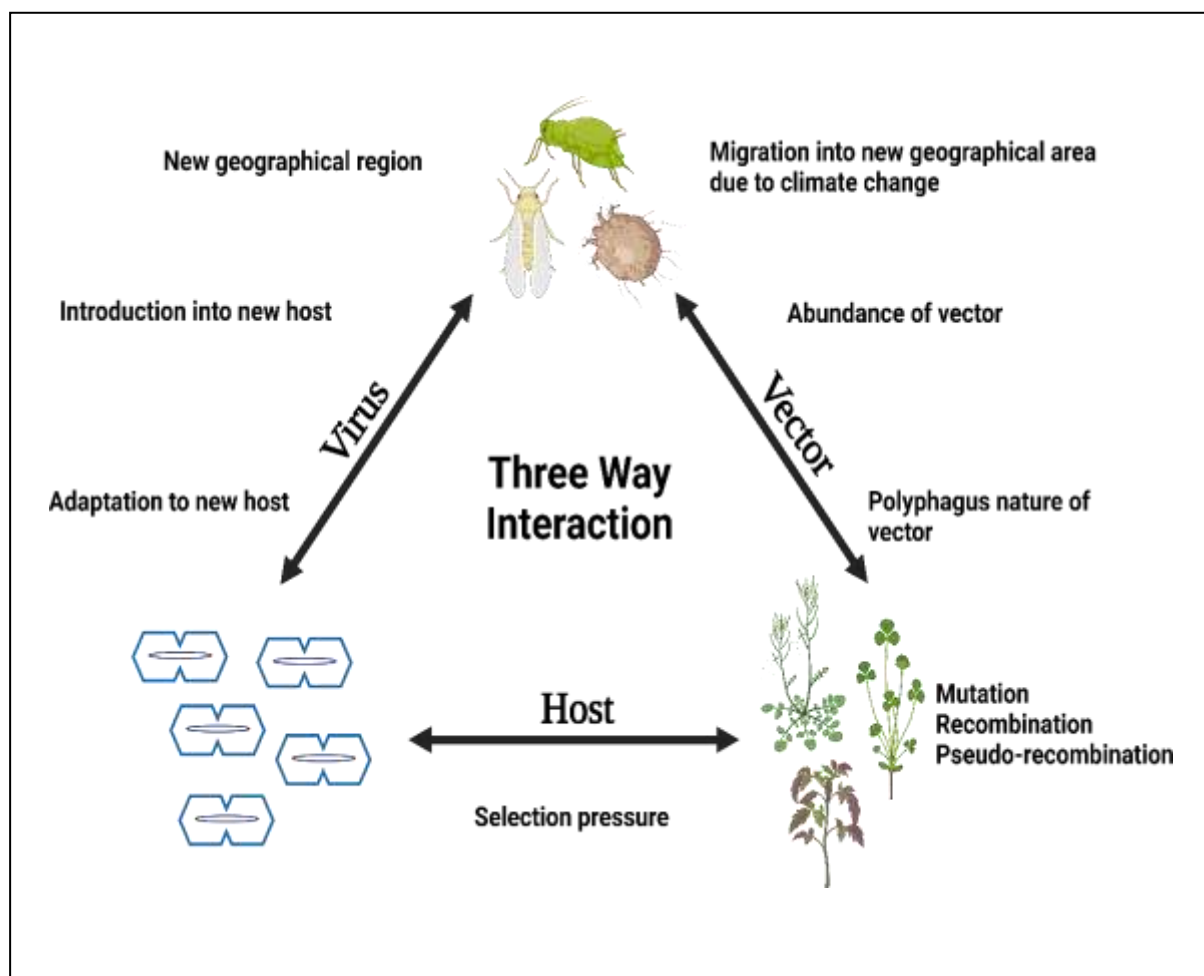 New geographical region
Migration into new geographical area
due to climate change
Introduction into new host
Abundance of vector
Virus
Vector
Three Way
Interaction
Adaptation to new host
Polyphagus nature of
vector
Host
Mutation
Recombination
Pseudo-recombination
Selection pressure